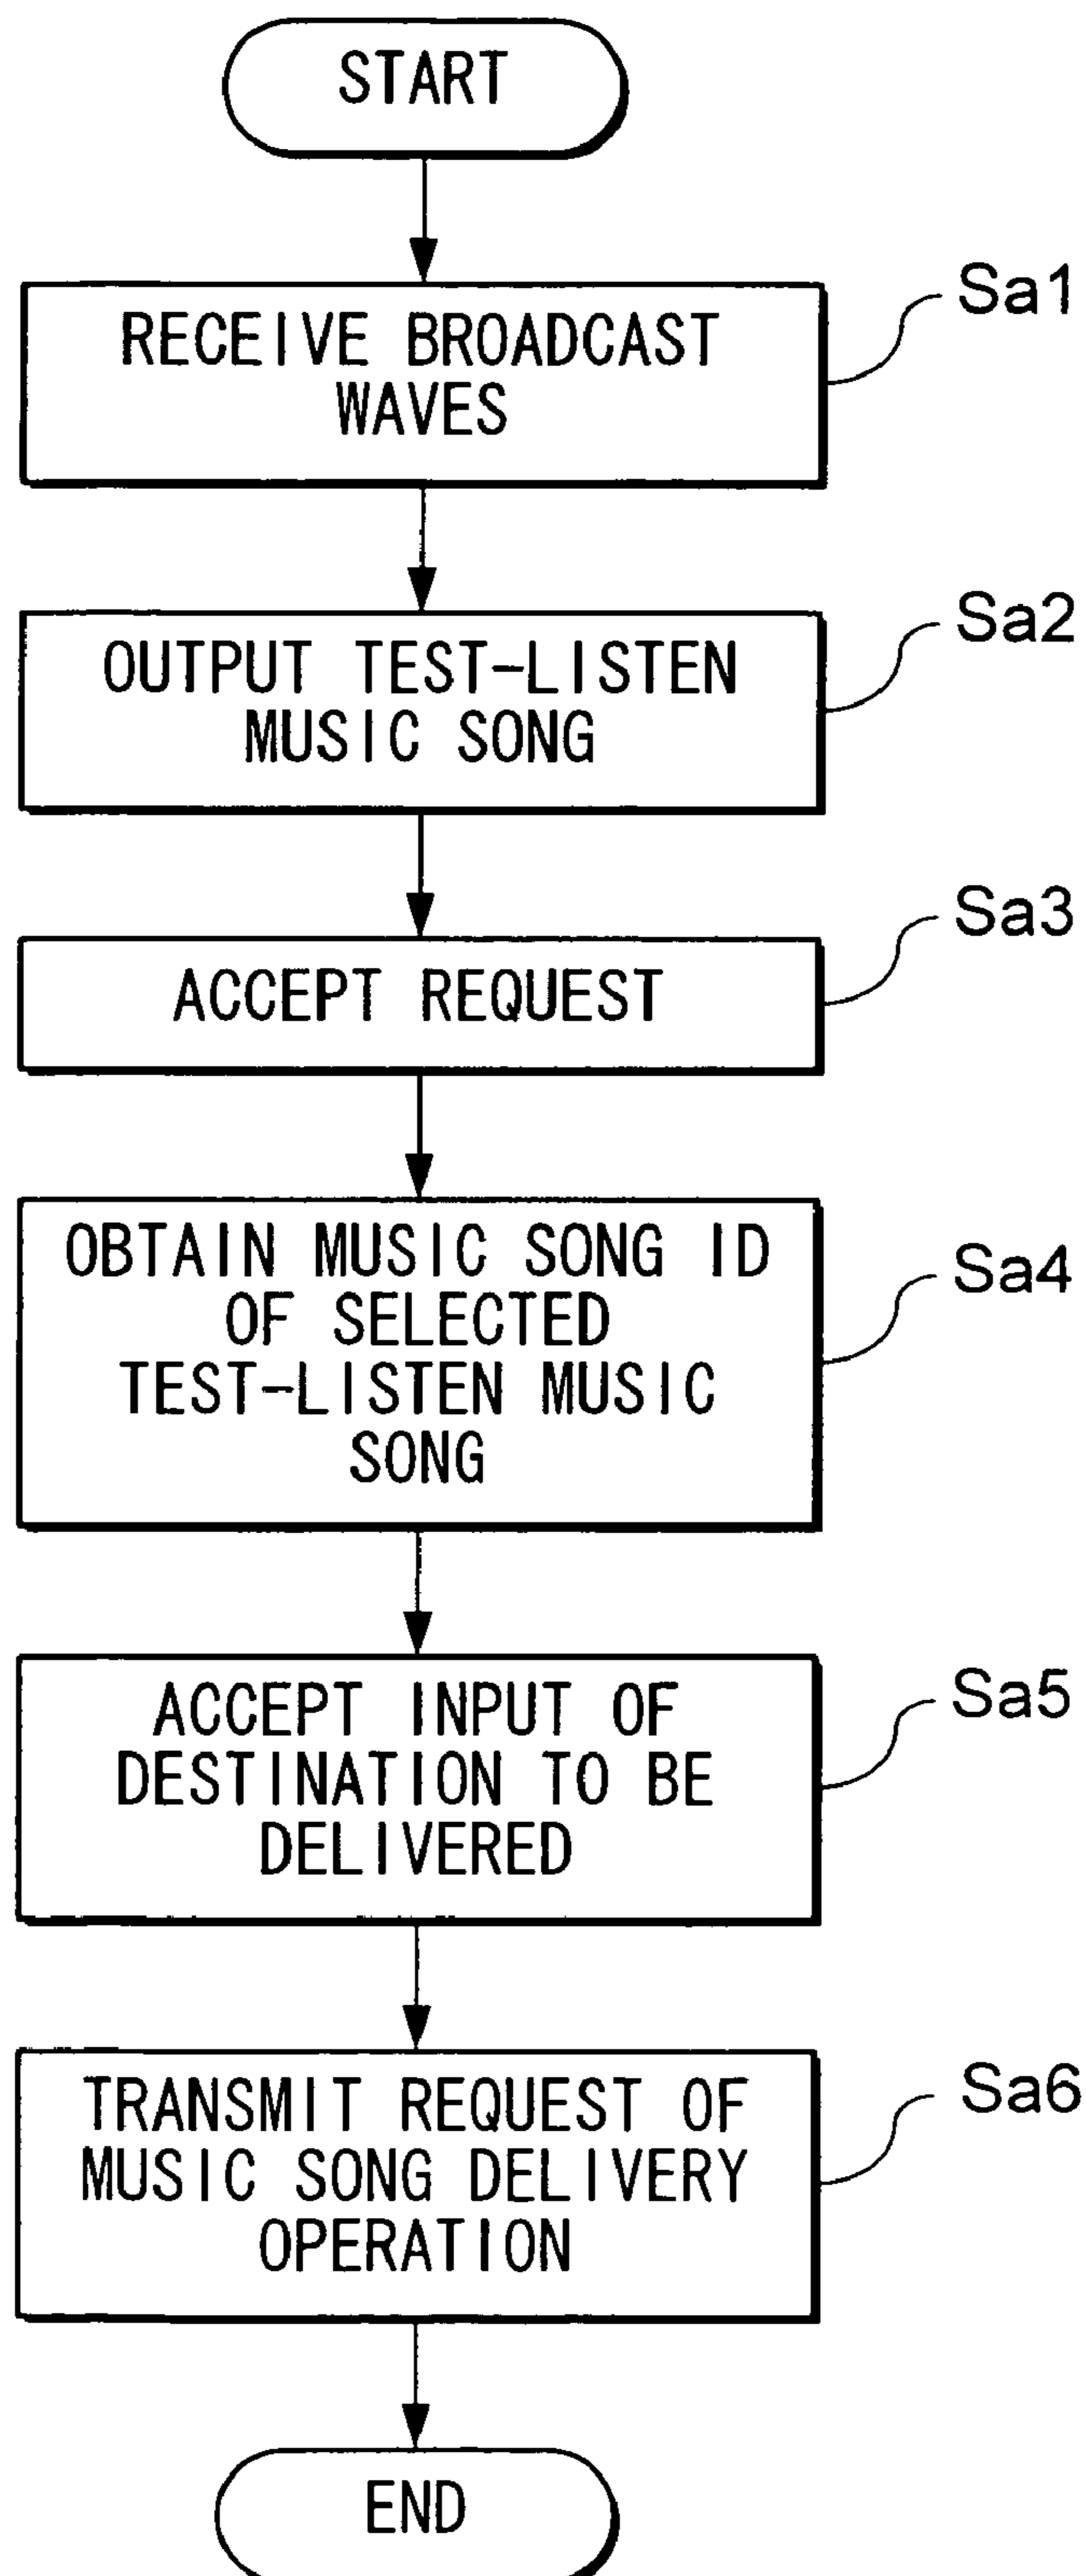 START
Sa1
RECEIVE BROADCAST
WAVES
Sa2
OUTPUT TEST-LISTEN
MUSIC SONG
Sa3
ACCEPT REQUEST
Sa4
OBTAIN MUSIC SONG ID
OF SELECTED
TEST-LISTEN MUSIC
SONG
Sa5
ACCEPT INPUT OF
DESTINATION TO BE
DELIVERED
Sa6
TRANSMIT REQUEST OF
MUSIC SONG DELIVERY
OPERATION
END